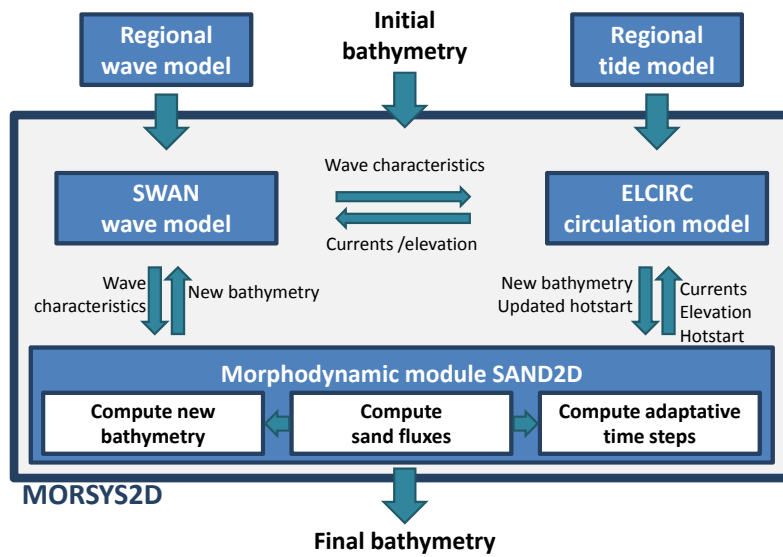 Regional
wave model
Initial
bathymetry
Regional
tide model
SWAN
wave model
Wave characteristics
Currents /elevation
ELCIRC
circulation model
Wave
characteristics
New bathymetry
New bathymetry
Updated hotstart
Currents
Elevation
Hotstart
Morphodynamic module SAND2D
Compute new
bathymetry
Compute
sand fluxes
Compute adaptative
time steps
MORSYS2D
Final bathymetry